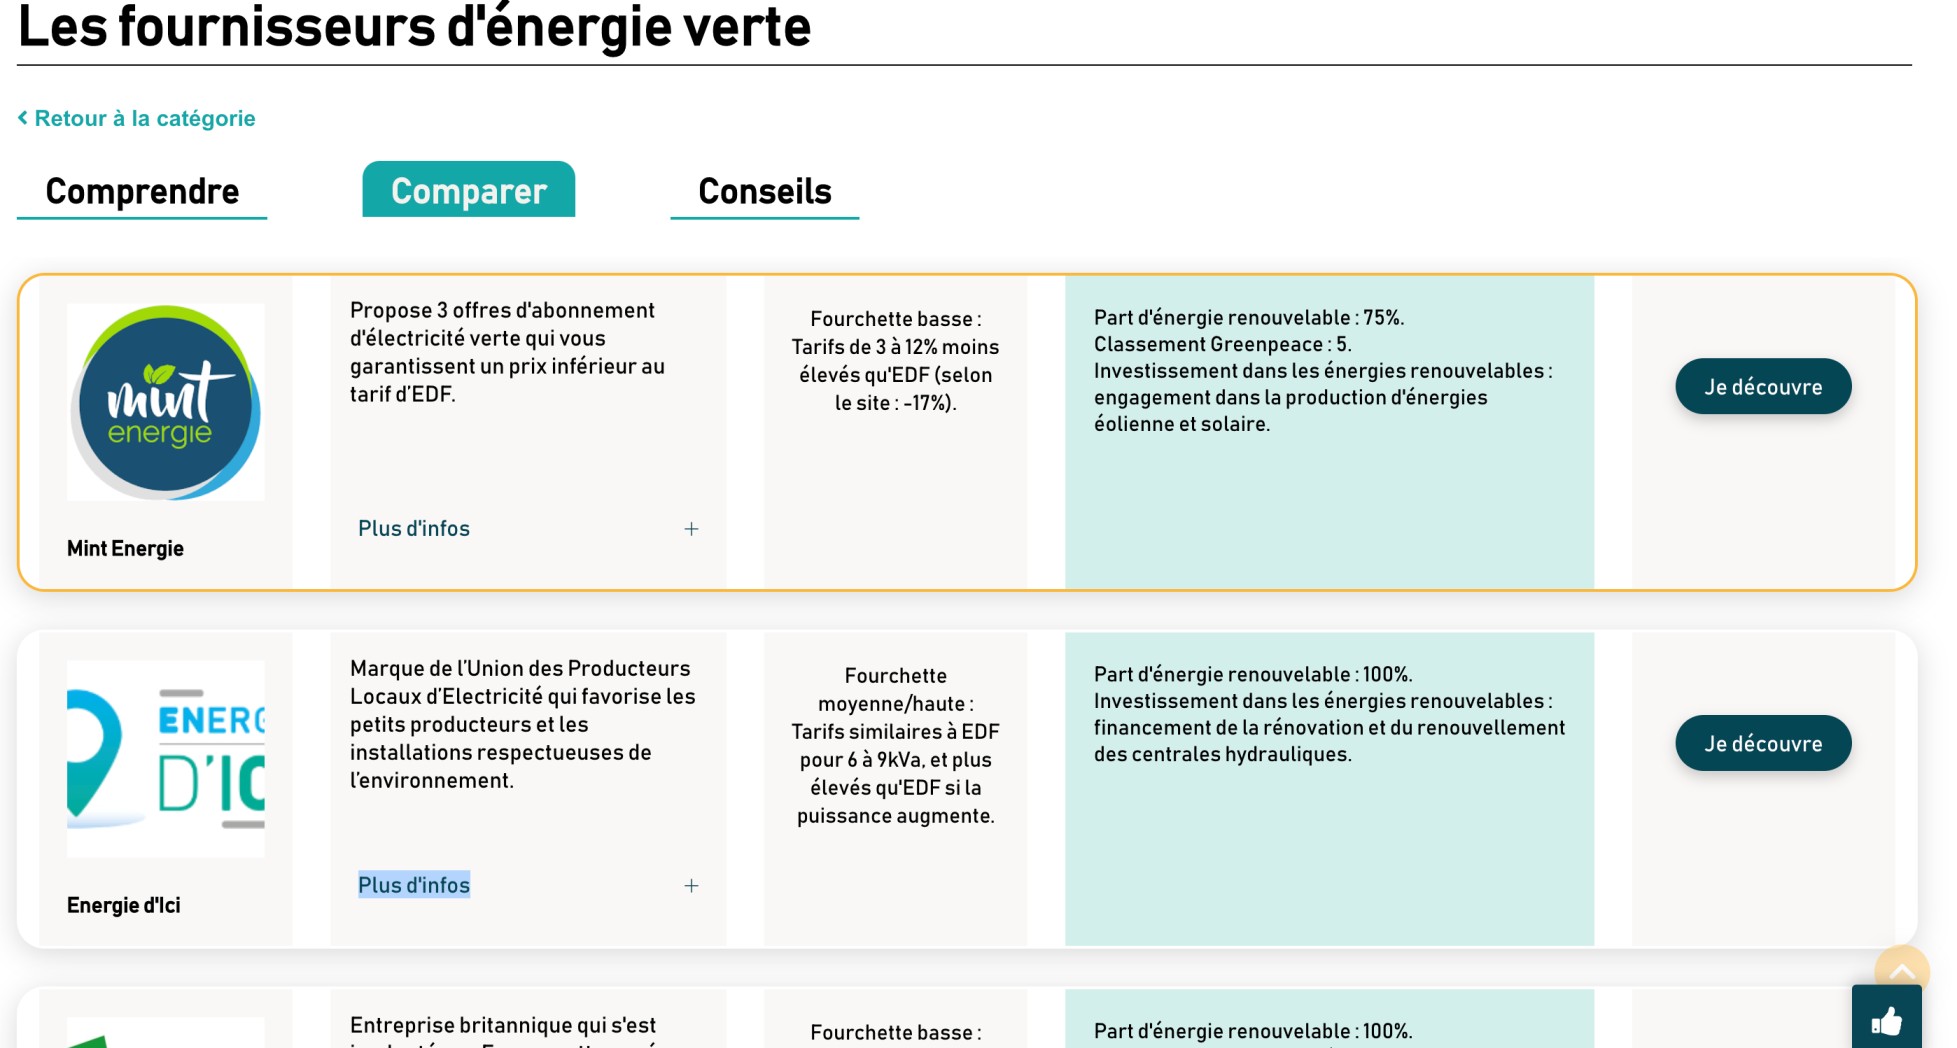 Les fournisseurs d'énergie verte
Retour à la catégorie
Comprendre
Comparer
Conseils
mint
energie
Mint Energie
Propose 3 offres d'abonnement
d'électricité verte qui vous
garantissent un prix inférieur au
tarif d’EDF.
Plus d'infos
+
Fourchette basse :
Tarifs de 3 à 12% moins
élevés qu'EDF (selon
le site : -17%).
Part d'énergie renouvelable : 75%.
Classement Greenpeace : 5.
Investissement dans les énergies renouvelables :
engagement dans la production d'énergies
éolienne et solaire.
Je découvre
ENERG
D'IC
Energie d'Ici
Marque de l’Union des Producteurs
Locaux d’Electricité qui favorise les
petits producteurs et les
installations respectueuses de
l’environnement.
Plus d'infos
+
Fourchette
moyenne/haute :
Tarifs similaires à EDF
pour 6 à 9kVa, et plus
élevés qu'EDF si la
puissance augmente.
Part d'énergie renouvelable : 100%.
Investissement dans les énergies renouvelables :
financement de la rénovation et du renouvellement
des centrales hydrauliques.
Je découvre
Entreprise britannique qui s'est
Fourchette basse :
Part d'énergie renouvelable : 100%.